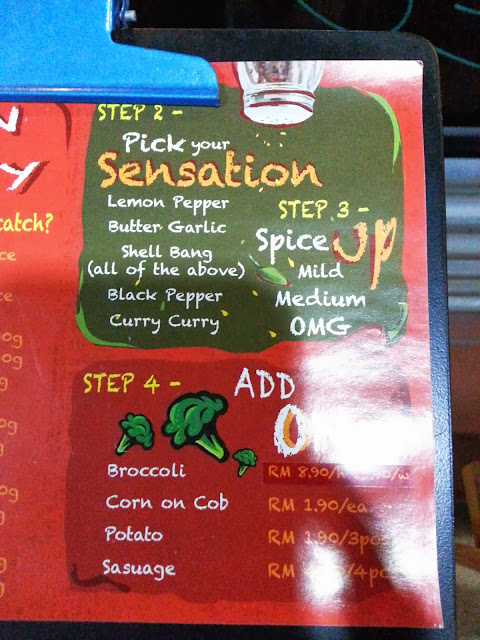 catch?
STEP 2 -
Pick your
Sensation
Lemon Pepper
Butter Garlic
Shell Bang
(all of the above)
Black Pepper
Curry Curry
STEP 3 -
Spice up
Mild
Medium
OMG
STEP 4 -
ADD
Broccoli RM 8.90/
Corn on Cob RM 1.90/ea
Potato RM 1.90/3pc
Sasuage RM